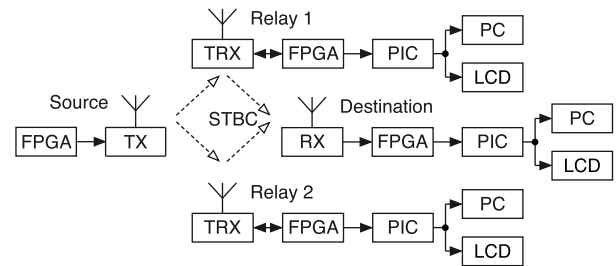 Relay 1
TRX
FPGA
PIC
PC
LCD
Source
FPGA
TX
STBC
Destination
RX
FPGA
PIC
PC
LCD
Relay 2
TRX
FPGA
PIC
PC
LCD